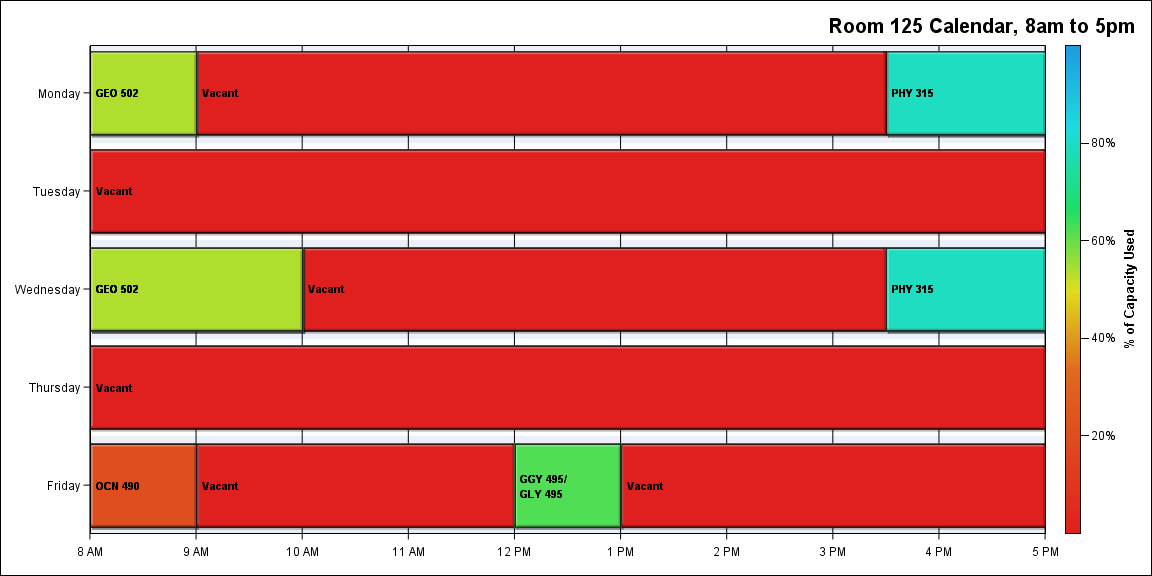 Room 125 Calendar, 8am to 5pm
Monday
GEO 502
Vacant
PHY 315
Tuesday
Vacant
Wednesday
GEO 502
Vacant
PHY 315
Thursday
Vacant
Friday
OCN 490
Vacant
GGY 495/
GLY 495
Vacant
8 AM
9 AM
10 AM
11 AM
12 PM
1 PM
2 PM
3 PM
4 PM
5 PM
80%
60%
40%
20%
% of Capacity Used